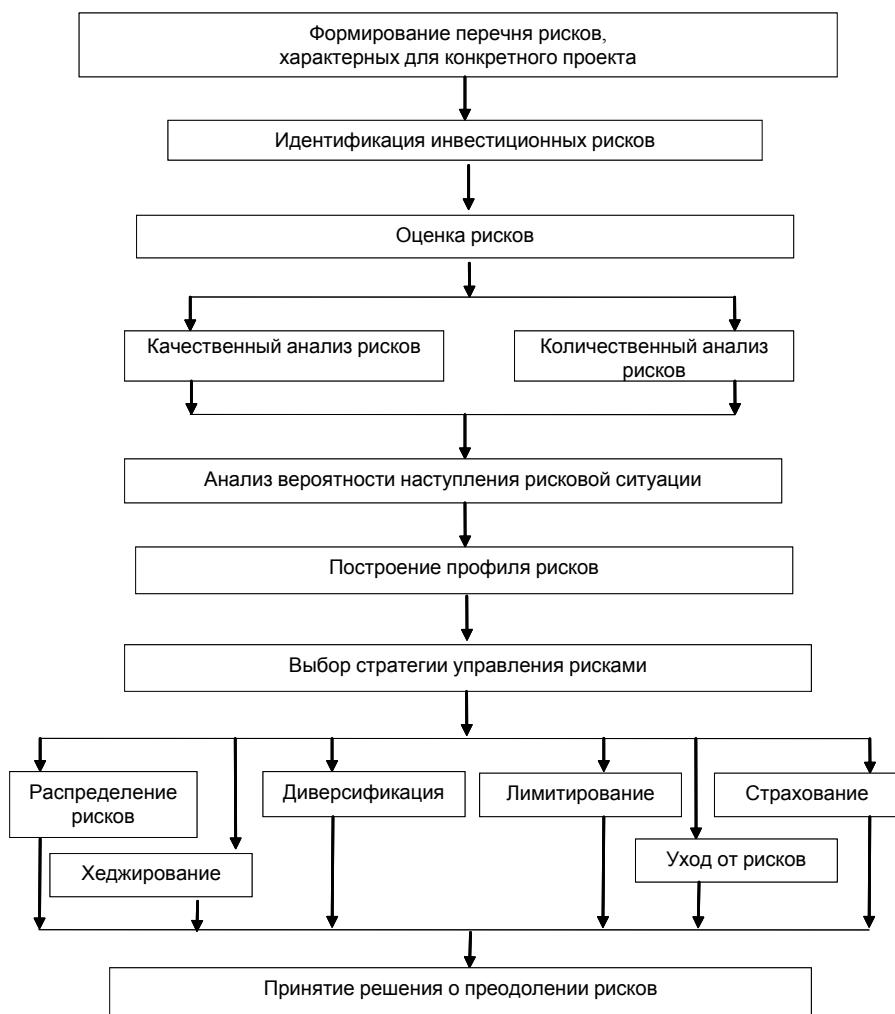 Формирование перечня рисков,
характерных для конкретного проекта
Идентификация инвестиционных рисков
Оценка рисков
Качественный анализ рисков
Количественный анализ
рисков
Анализ вероятности наступления рисковой ситуации
Построение профиля рисков
Выбор стратегии управления рисками
Распределение
рисков
Диверсификация
Лимитирование
Страхование
Хеджирование
Уход от рисков
Принятие решения о преодолении рисков